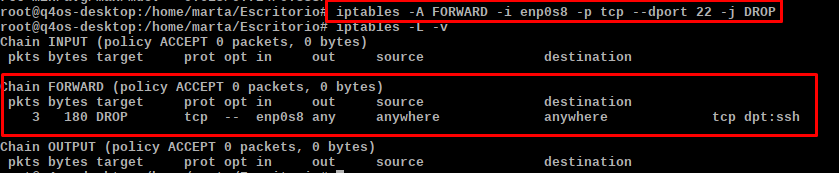 root@q4os-desktop:/home/marta/Escritorio# iptables -A FORWARD -i enp0s8 -p tcp --dport 22 -j DROP
root@q4os-desktop:/home/marta/Escritorio# iptables -L -v
Chain INPUT (policy ACCEPT 0 packets, 0 bytes)
pkts bytes target prot opt in out source destination
Chain FORWARD (policy ACCEPT 0 packets, 0 bytes)
pkts bytes target prot opt in out source destination
3 180 DROP tcp -- enp0s8 any anywhere anywhere tcp dpt:ssh
Chain OUTPUT (policy ACCEPT 0 packets, 0 bytes)
pkts bytes target prot opt in out source destination